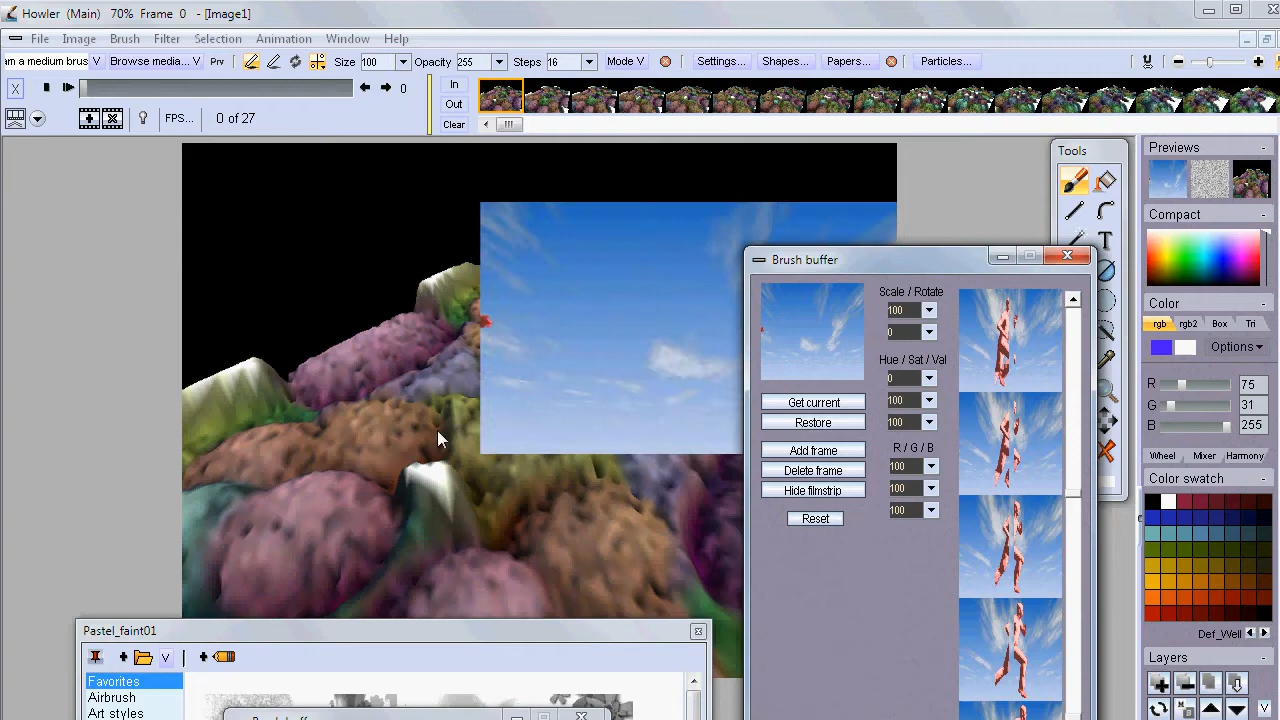 Howler (Main)  70%  Frame  0  - [Image1]
File Image Brush Filter Selection Animation Window Help
am a medium brus V Browse media... V Prv Size 100 Opacity 255 Steps 16 Mode V Settings... Shapes... Papers... Particles...
X 0 In
Out
FPS... 0 of 27 Clear
Tools
Previews
Compact
Color
rgb rgb2 Box Tri
Options
R 75
G 31
B 255
Wheel Mixer Harmony
Color swatch
Def_Well
Layers
V
Brush buffer
Scale / Rotate
100
0
Hue / Sat / Val
0
100
100
R / G / B
100
100
100
Get current
Restore
Add frame
Delete frame
Hide filmstrip
Reset
Pastel_faint01
V
Favorites
Airbrush
Art styles